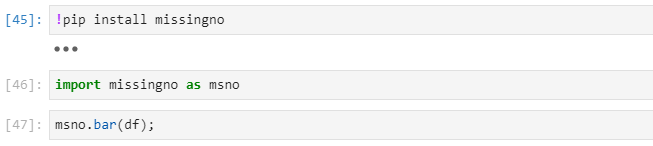 [45]: !pip install missingno
•••
[46]: import missingno as msno
[47]: msno.bar(df);